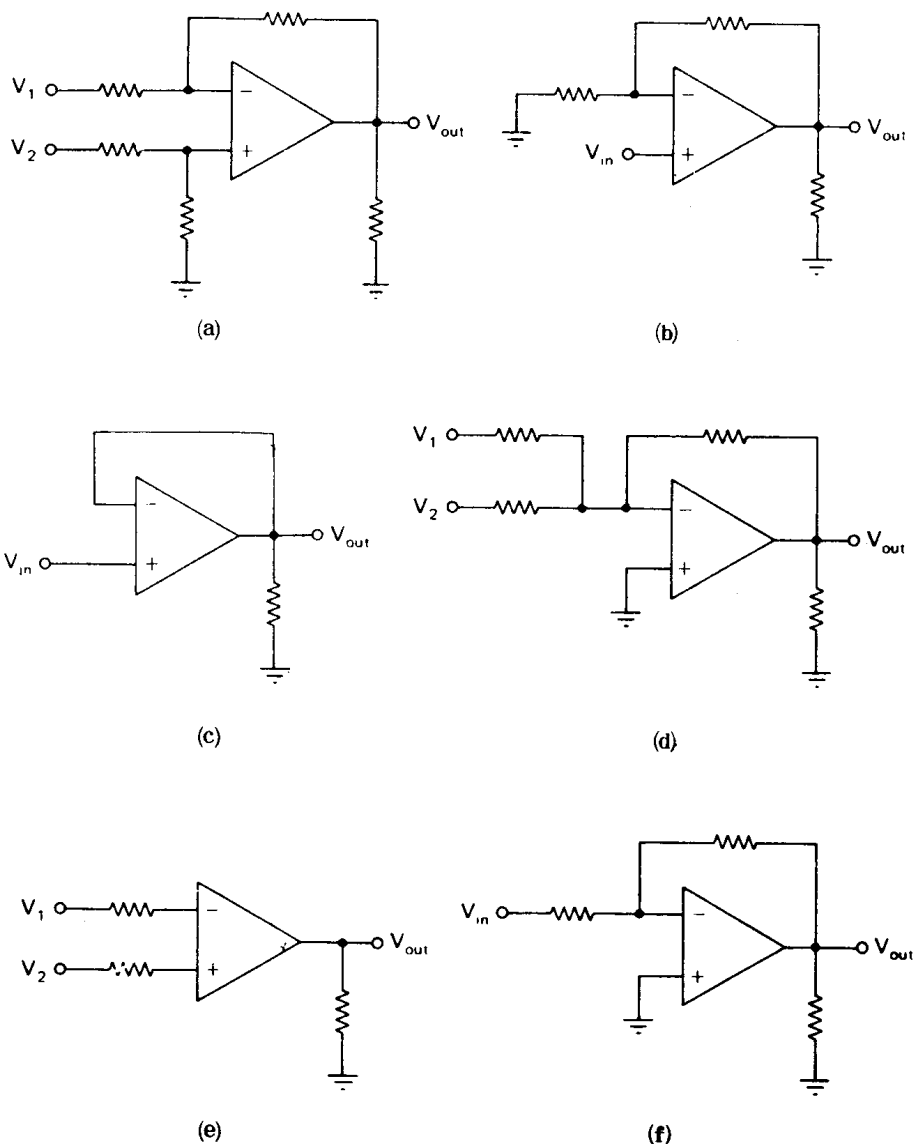 V1
V2
−
+
Vout
(a)
Vin
−
+
Vout
(b)
Vin
−
+
Vout
(c)
V1
V2
−
+
Vout
(d)
V1
V2
−
+
Vout
(e)
Vin
−
+
Vout
(f)